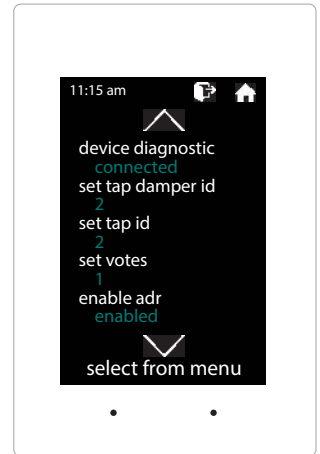 11:15 am
device diagnostic
connected
set tap damper id
2
set tap id
2
set votes
1
enable adr
enabled
select from menu